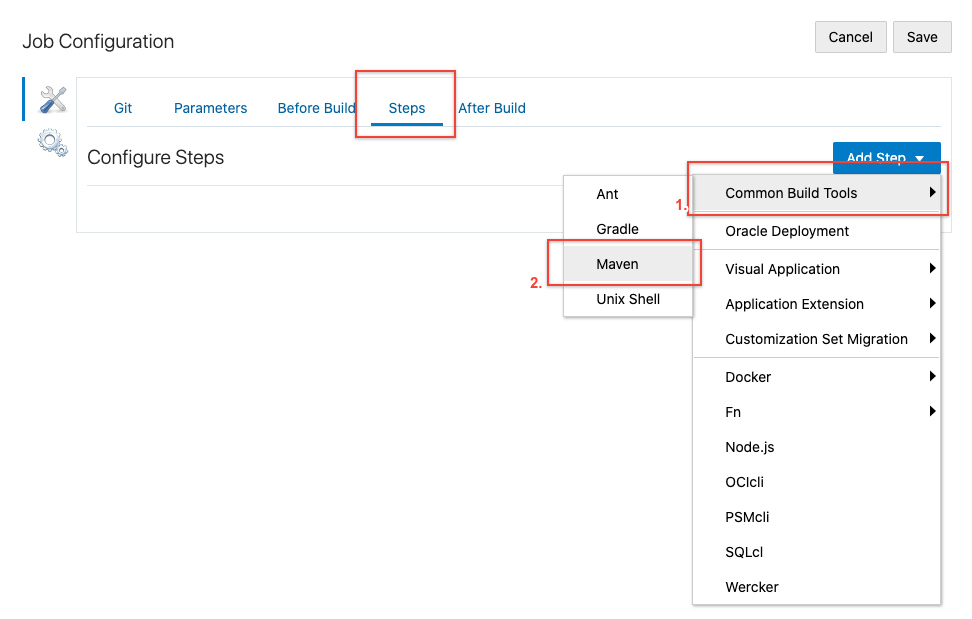 Job Configuration
Cancel
Save
Git
Parameters
Before Build
Steps
After Build
Configure Steps
Add Step
1.
Common Build Tools
Oracle Deployment
Visual Application
Application Extension
Customization Set Migration
Docker
Fn
Node.js
OCIcli
PSMcli
SQLcl
Wercker
Ant
Gradle
2.
Maven
Unix Shell